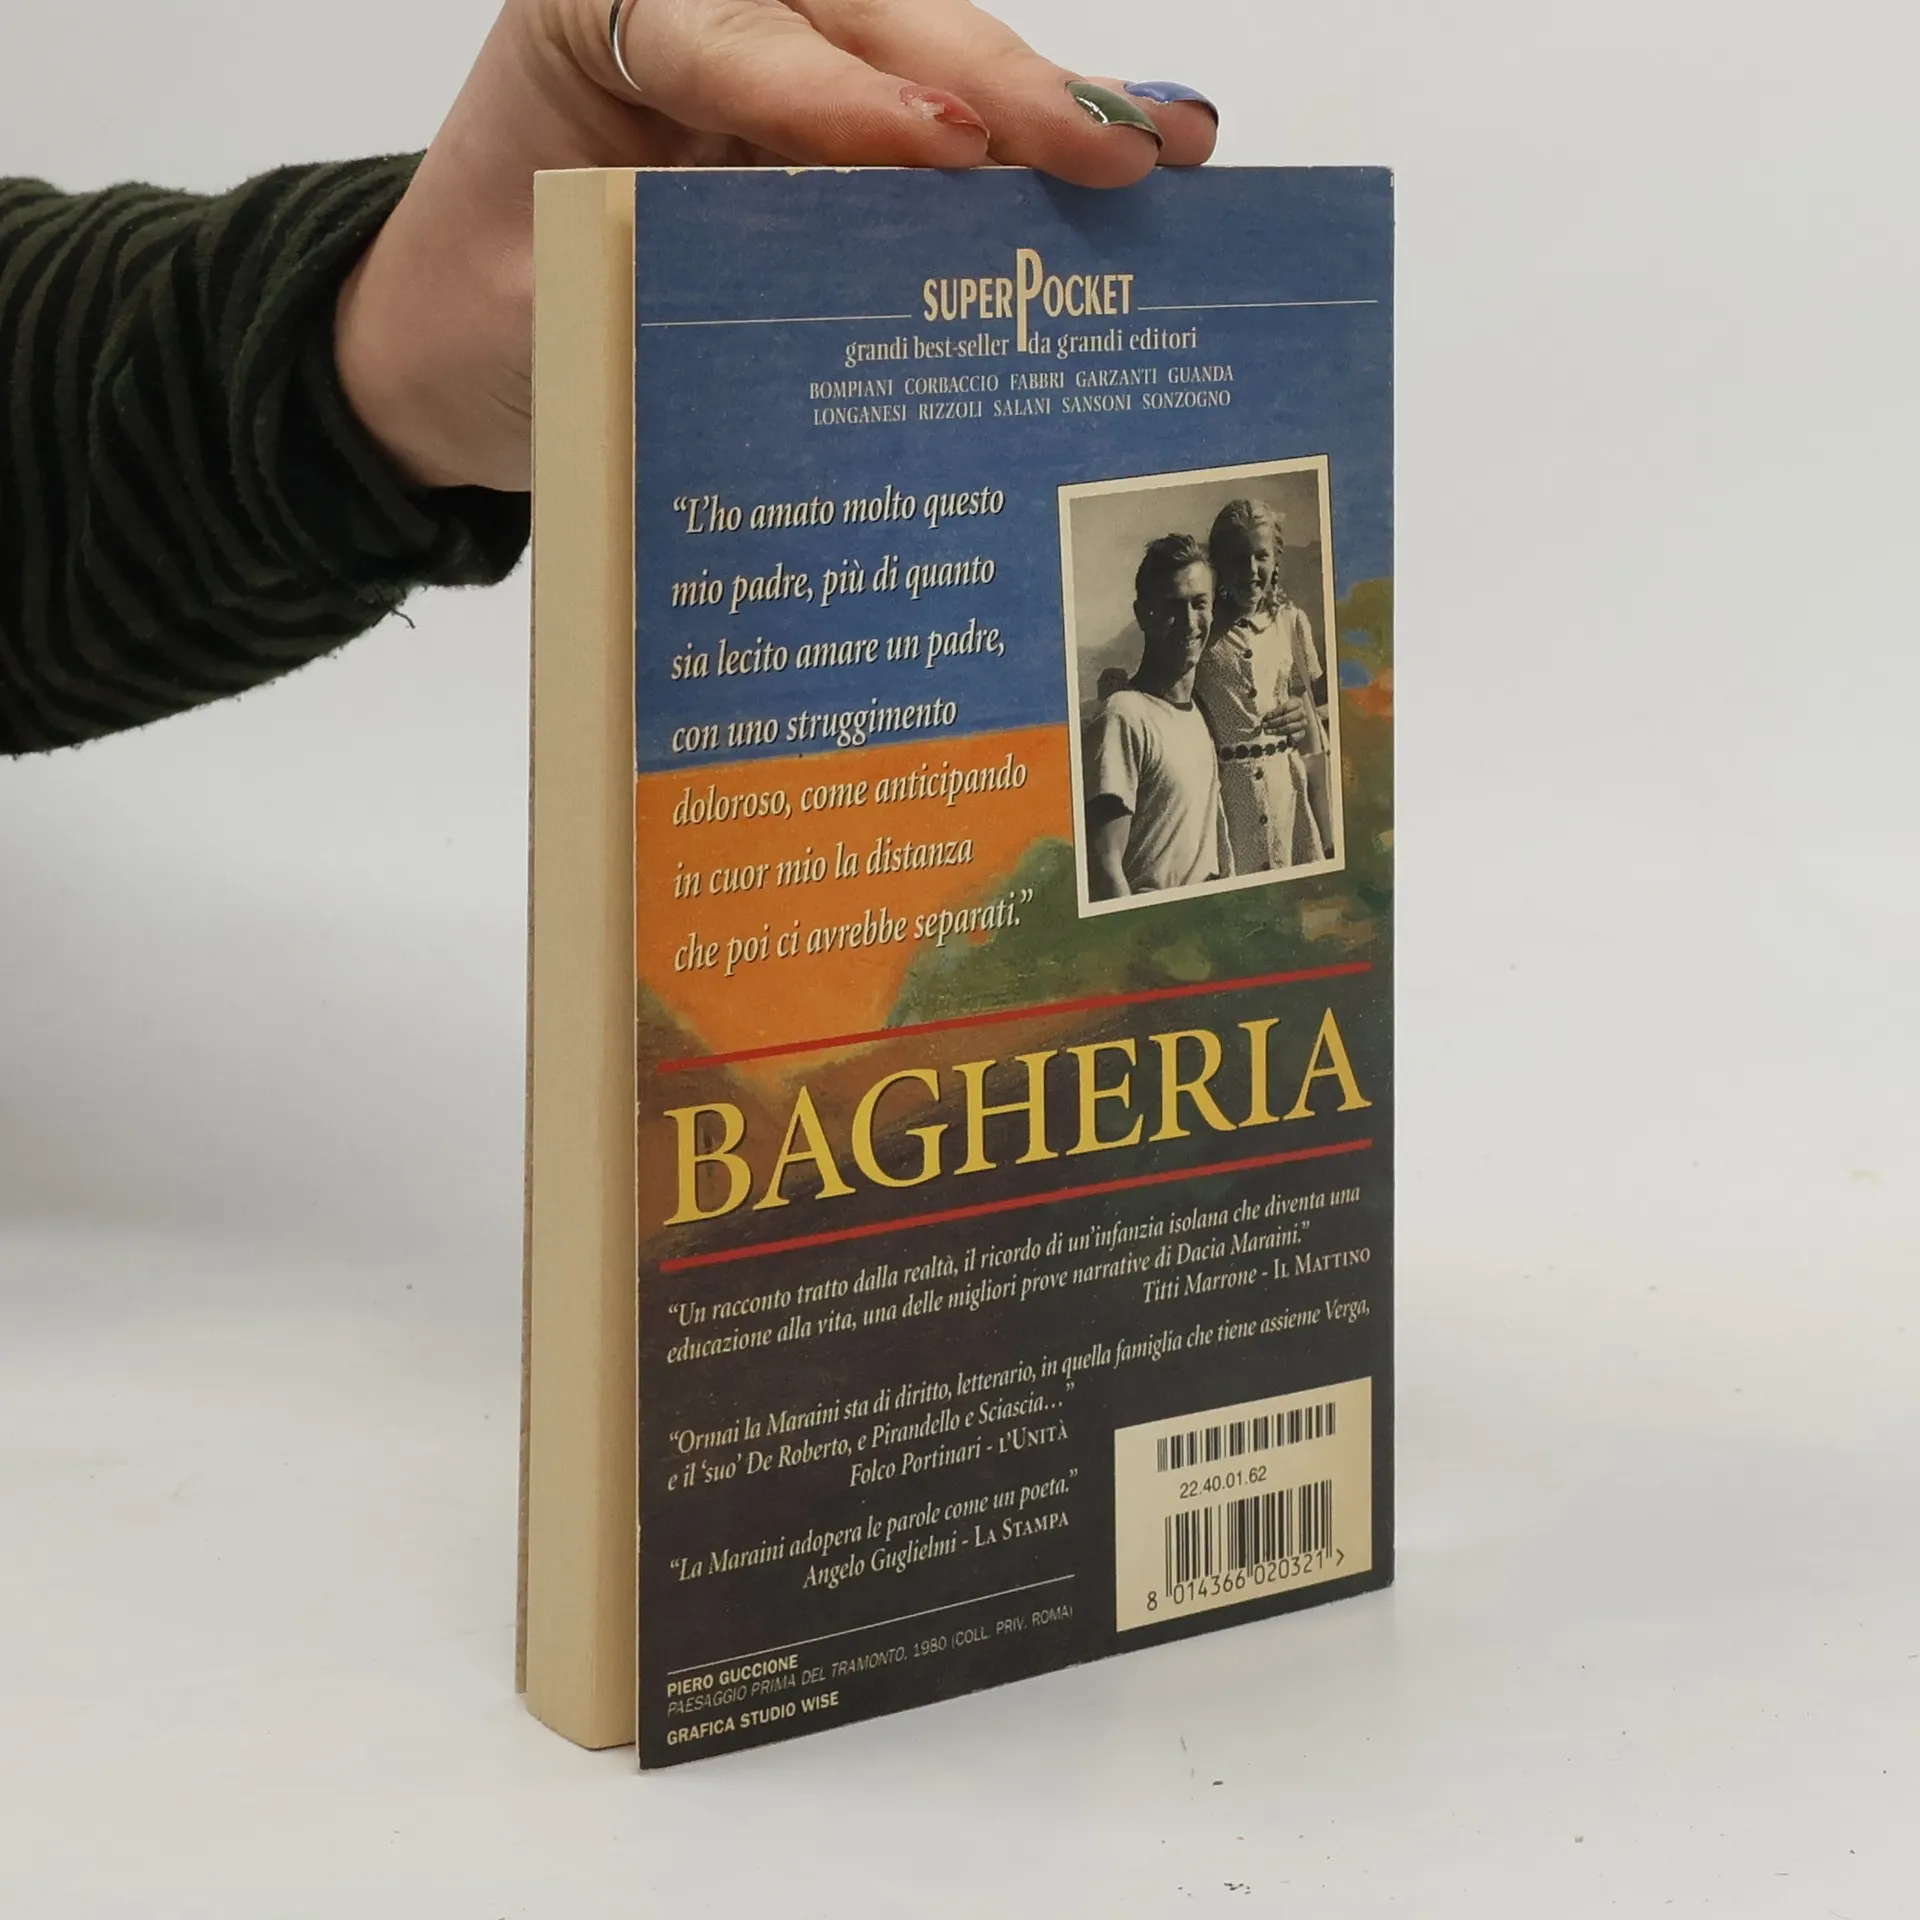 SUPERPOCKET
grandi best-seller da grandi editori
BOMPIANI CORBACCIO FABBRI GARZANTI GUANDA
LONGANESI RIZZOLI SALANI SANSONI SONZOGNO
“L’ho amato molto questo
mio padre, più di quanto
sia lecito amare un padre,
con uno struggimento
doloroso, come anticipando
in cuor mio la distanza
che poi ci avrebbe separati.”
BAGHERIA
“Un racconto tratto dalla realtà, il ricordo di un’infanzia isolana che diventa una
educazione alla vita, una delle migliori prove narrative di Dacia Maraini.”
Titti Marrone - IL MATTINO
“Ormai la Maraini sta di diritto, letterario, in quella famiglia che tiene assieme Verga,
e il ‘suo’ De Roberto, e Pirandello e Sciascia...”
Folco Portinari - L’UNITÀ
“La Maraini adopera le parole come un poeta.”
Angelo Guglielmi - LA STAMPA
PIERO GUCCIONE
PAESAGGIO PRIMA DEL TRAMONTO, 1980 (COLL. PRIV. ROMA)
GRAFICA STUDIO WISE
22.40.01.62
8 014366 020321 >